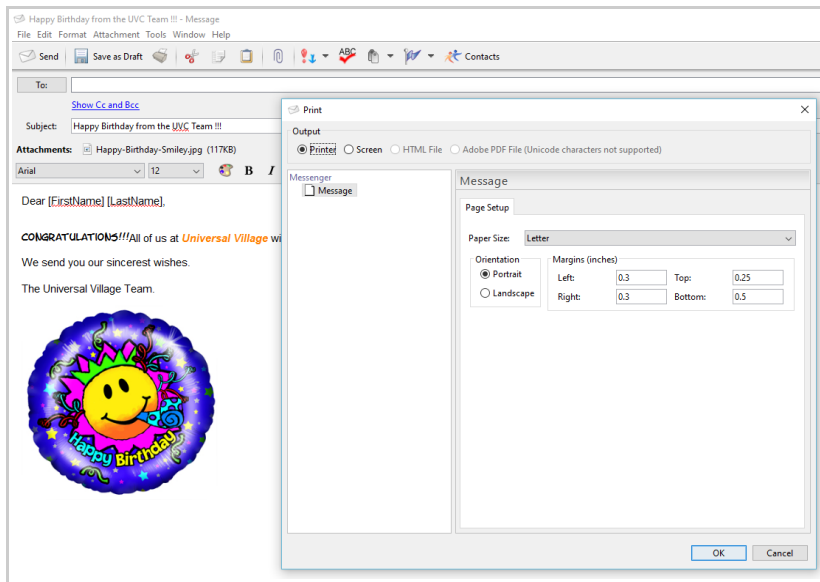 Happy Birthday from the UVC Team !!! - Message
File Edit Format Attachment Tools Window Help
Send Save as Draft ABC Contacts
To:
Show Cc and Bcc
Subject: Happy Birthday from the UVC Team !!!
Attachments: Happy-Birthday-Smiley.jpg (117KB)
Arial 12 B I
Dear [FirstName] [LastName],
CONGRATULATIONS!!!All of us at Universal Village wi
We send you our sincerest wishes.
The Universal Village Team.
Happy Birthday
Print
Output
Printer Screen HTML File Adobe PDF File (Unicode characters not supported)
Messenger
Message
Message
Page Setup
Paper Size: Letter
Orientation
Portrait
Landscape
Margins (inches)
Left: 0.3 Top: 0.25
Right: 0.3 Bottom: 0.5
OK Cancel